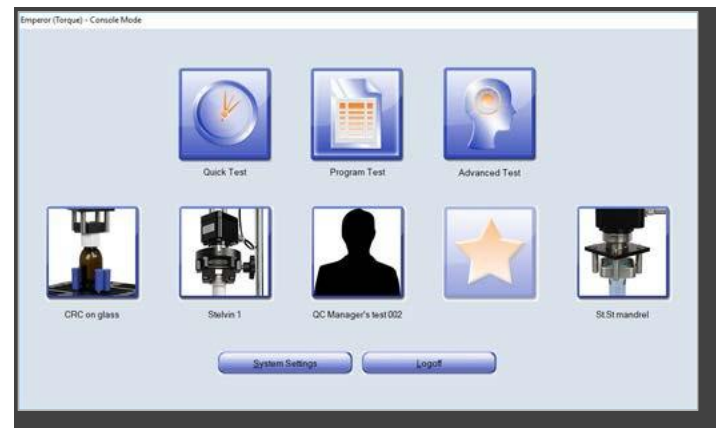 Emperor (Torque) - Console Mode
Quick Test
Program Test
Advanced Test
CRC on glass
Stelvin 1
QC Manager's test 002
St.St mandrel
System Settings
Logoff